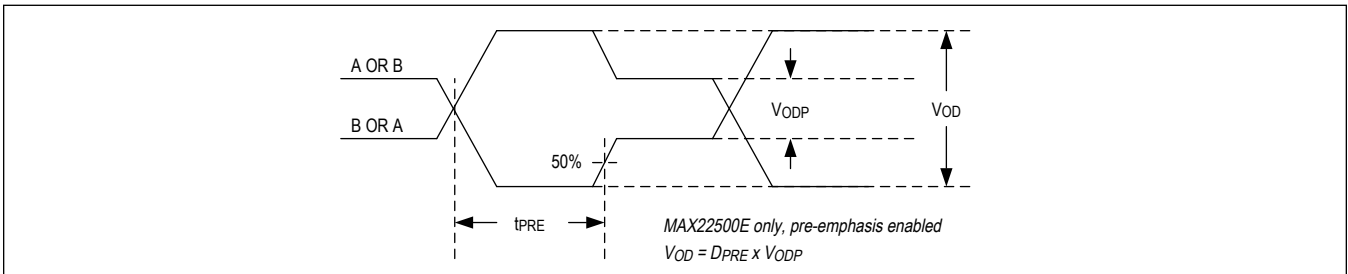 A OR B
B OR A
50%
tPRE
VODP
VOD
MAX22500E only, pre-emphasis enabled
VOD = DPRE x VODP